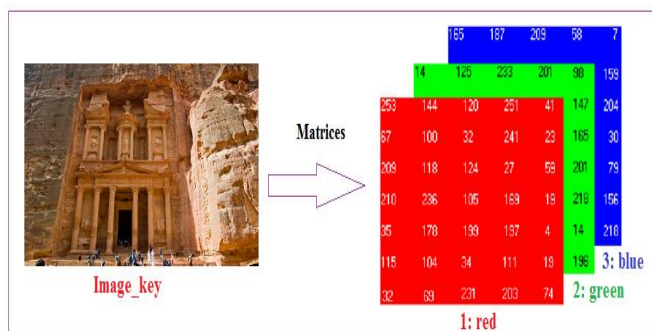 165 187 209 58 7
14 125 233 201 98 159
253 144 120 251 41 147 204
67 100 32 241 23 165 30
209 118 124 27 59 201 79
210 236 105 169 19 218 156
35 178 199 197 4 14 218
115 104 34 111 19 196
32 69 231 203 74
Matrices
Image_key
3: blue
2: green
1: red